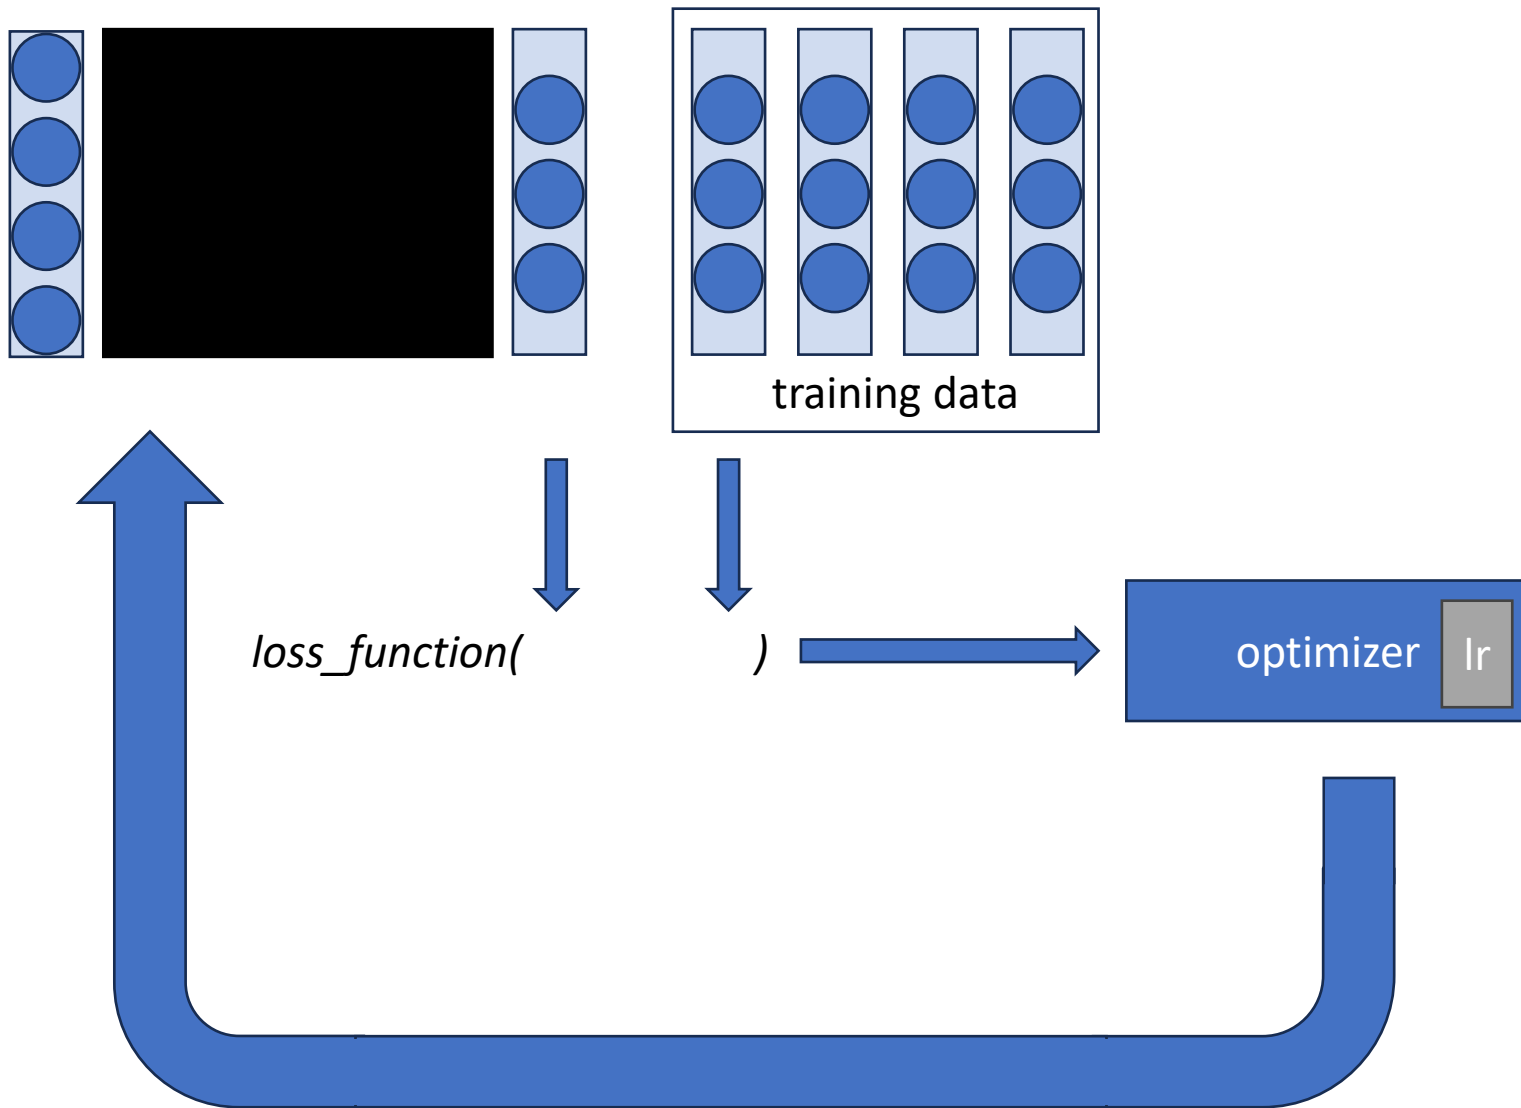 training data
loss_function( )
optimizer
lr